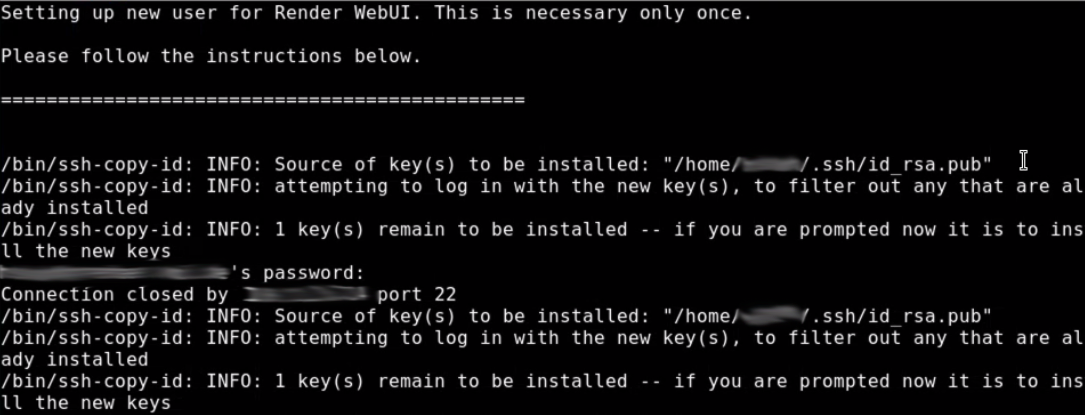 Setting up new user for Render WebUI. This is necessary only once.
Please follow the instructions below.
==============================================
/bin/ssh-copy-id: INFO: Source of key(s) to be installed: "/home/ /.ssh/id_rsa.pub"
/bin/ssh-copy-id: INFO: attempting to log in with the new key(s), to filter out any that are al
ady installed
/bin/ssh-copy-id: INFO: 1 key(s) remain to be installed -- if you are prompted now it is to ins
ll the new keys
's password:
Connection closed by port 22
/bin/ssh-copy-id: INFO: Source of key(s) to be installed: "/home/ /.ssh/id_rsa.pub"
/bin/ssh-copy-id: INFO: attempting to log in with the new key(s), to filter out any that are al
ady installed
/bin/ssh-copy-id: INFO: 1 key(s) remain to be installed -- if you are prompted now it is to ins
ll the new keys